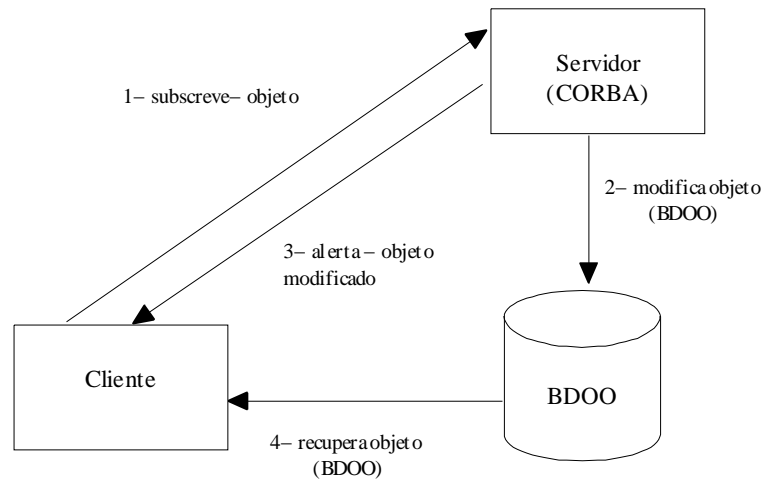 Servidor
(CORBA)
1– subscreve– objeto
2– modifica objeto
(BDOO)
3– alerta – objeto
modificado
Cliente
BDOO
4– recupera objeto
(BDOO)